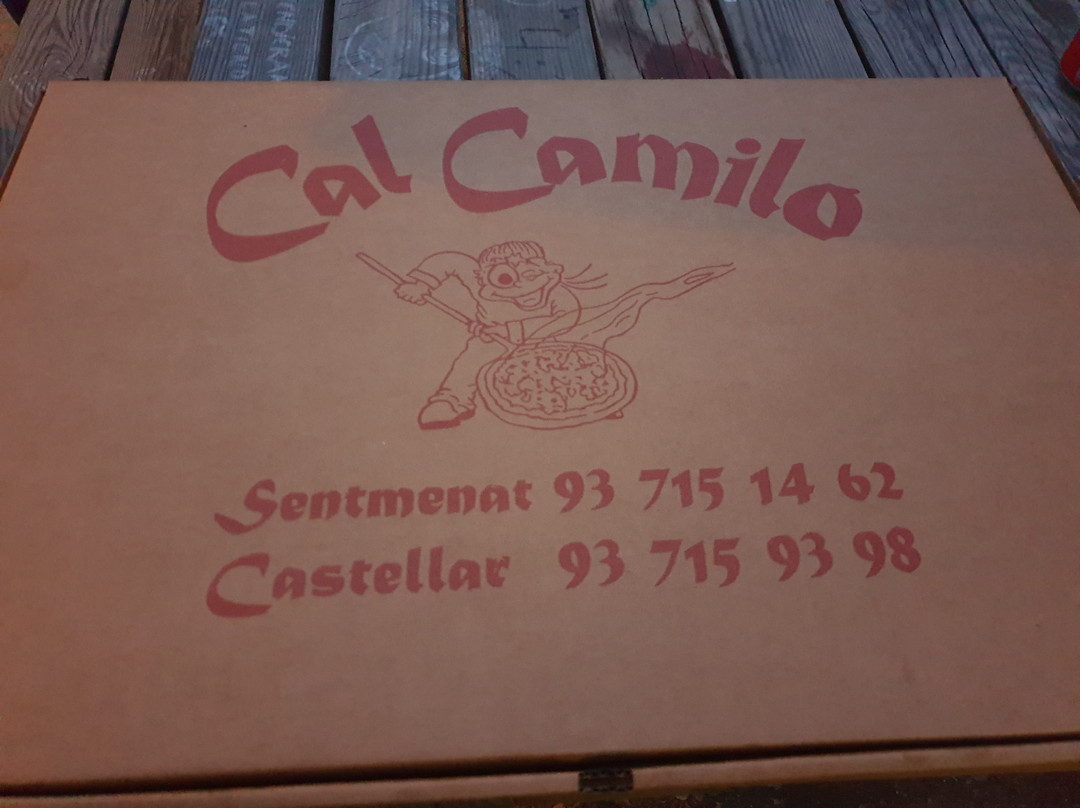 Cal Camilo
Sentmenat 93 715 14 62
Castellar 93 715 93 98